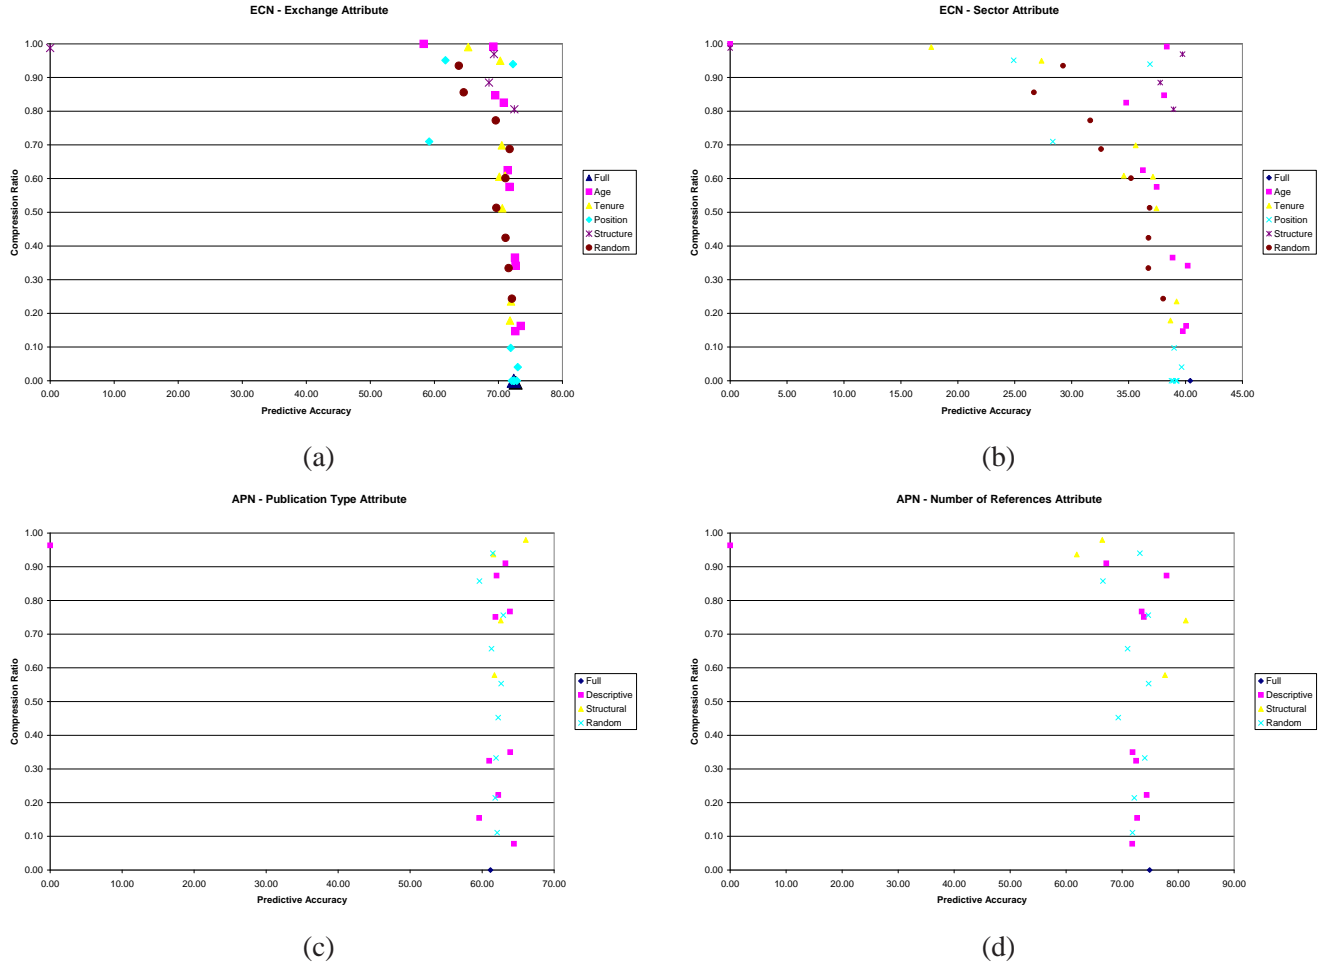 ECN - Exchange Attribute
1.00
0.90
0.80
0.70
0.60
0.50
0.40
0.30
0.20
0.10
0.00
Compression Ratio
0.00 10.00 20.00 30.00 40.00 50.00 60.00 70.00 80.00
Predictive Accuracy
Full
Age
Tenure
Position
Structure
Random
(a)
ECN - Sector Attribute
1.00
0.90
0.80
0.70
0.60
0.50
0.40
0.30
0.20
0.10
0.00
Compression Ratio
0.00 5.00 10.00 15.00 20.00 25.00 30.00 35.00 40.00 45.00
Predictive Accuracy
Full
Age
Tenure
Position
Structure
Random
(b)
APN - Publication Type Attribute
1.00
0.90
0.80
0.70
0.60
0.50
0.40
0.30
0.20
0.10
0.00
Compression Ratio
0.00 10.00 20.00 30.00 40.00 50.00 60.00 70.00
Predictive Accuracy
Full
Descriptive
Structural
Random
(c)
APN - Number of References Attribute
1.00
0.90
0.80
0.70
0.60
0.50
0.40
0.30
0.20
0.10
0.00
Compression Ratio
0.00 10.00 20.00 30.00 40.00 50.00 60.00 70.00 80.00 90.00
Predictive Accuracy
Full
Descriptive
Structural
Random
(d)